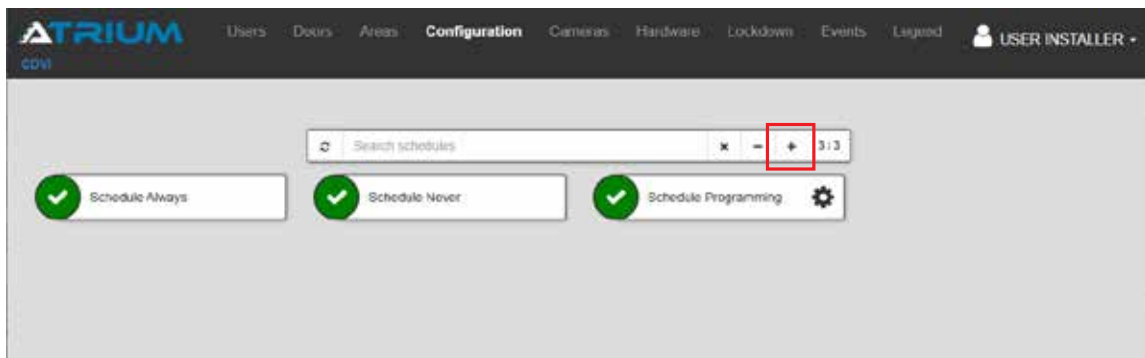 ATRIUM
CDVI
Users Doors Areas Configuration Cameras Hardware Lockdown Events Legend USER INSTALLER
Search schedules × − + 3:3
Schedule Always Schedule Never Schedule Programming